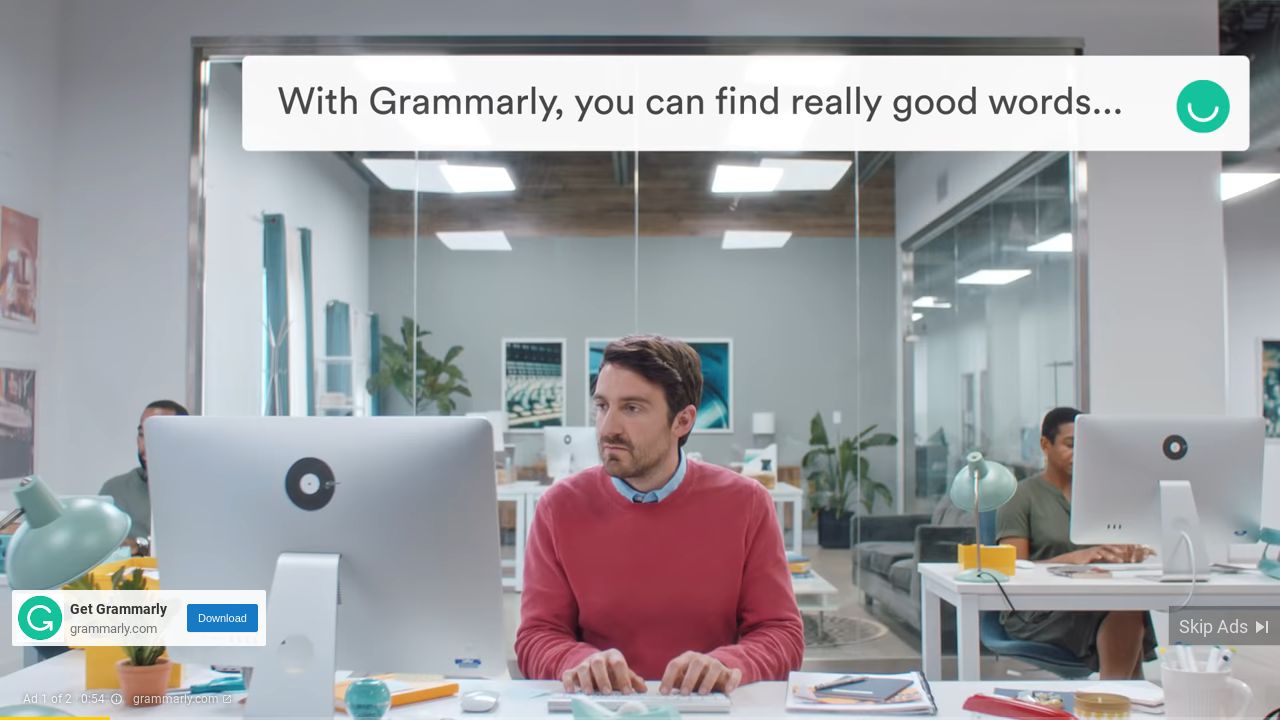 With Grammarly, you can find really good words...
Get Grammarly
grammarly.com
Download
Skip Ads
Ad 1 of 2 · 0:54
grammarly.com